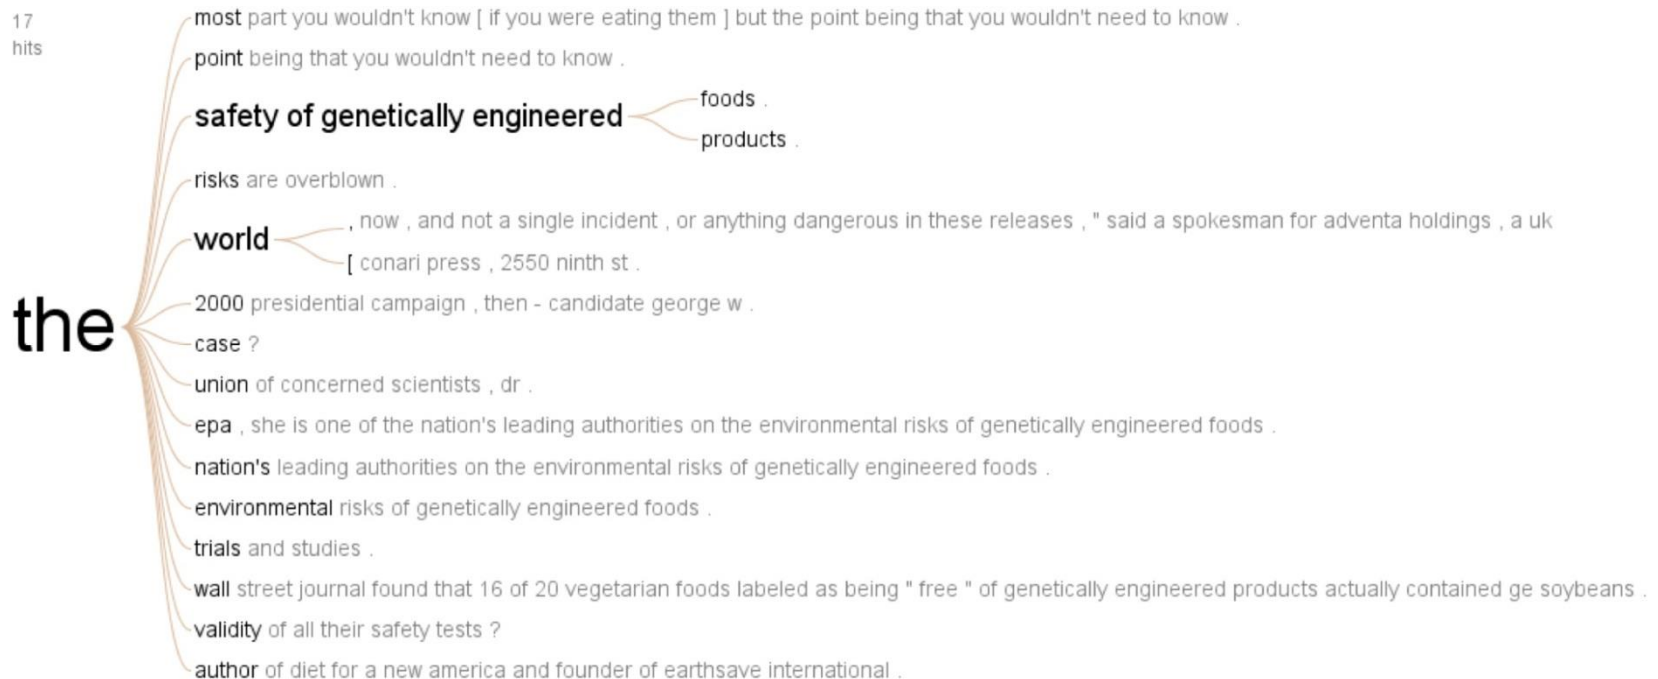 17
hits
most part you wouldn't know [ if you were eating them ] but the point being that you wouldn't need to know .
point being that you wouldn't need to know .
safety of genetically engineered
foods .
products .
risks are overblown .
world
, now , and not a single incident , or anything dangerous in these releases , " said a spokesman for adventa holdings , a uk
[ conari press , 2550 ninth st .
the
2000 presidential campaign , then - candidate george w .
case ?
union of concerned scientists , dr .
epa , she is one of the nation's leading authorities on the environmental risks of genetically engineered foods .
nation's leading authorities on the environmental risks of genetically engineered foods .
environmental risks of genetically engineered foods .
trials and studies .
wall street journal found that 16 of 20 vegetarian foods labeled as being " free " of genetically engineered products actually contained ge soybeans .
validity of all their safety tests ?
author of diet for a new america and founder of earthsave international .